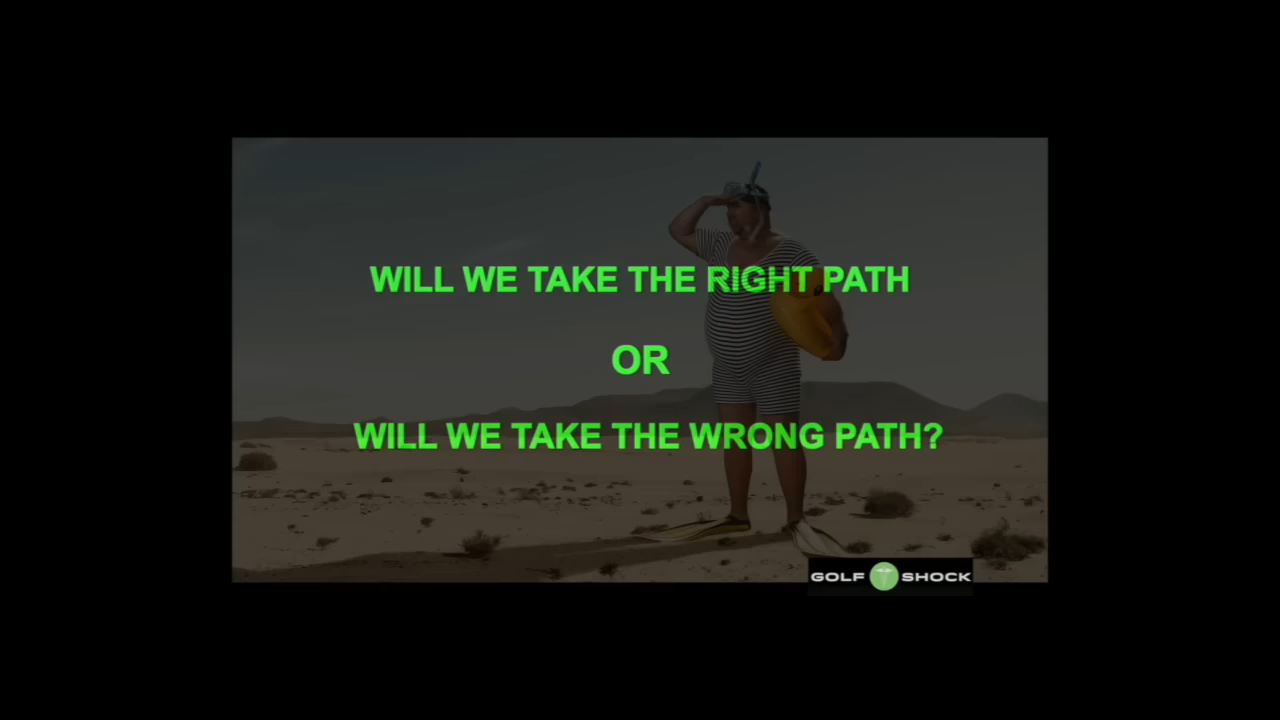 WILL WE TAKE THE RIGHT PATH
OR
WILL WE TAKE THE WRONG PATH?
GOLF SHOCK